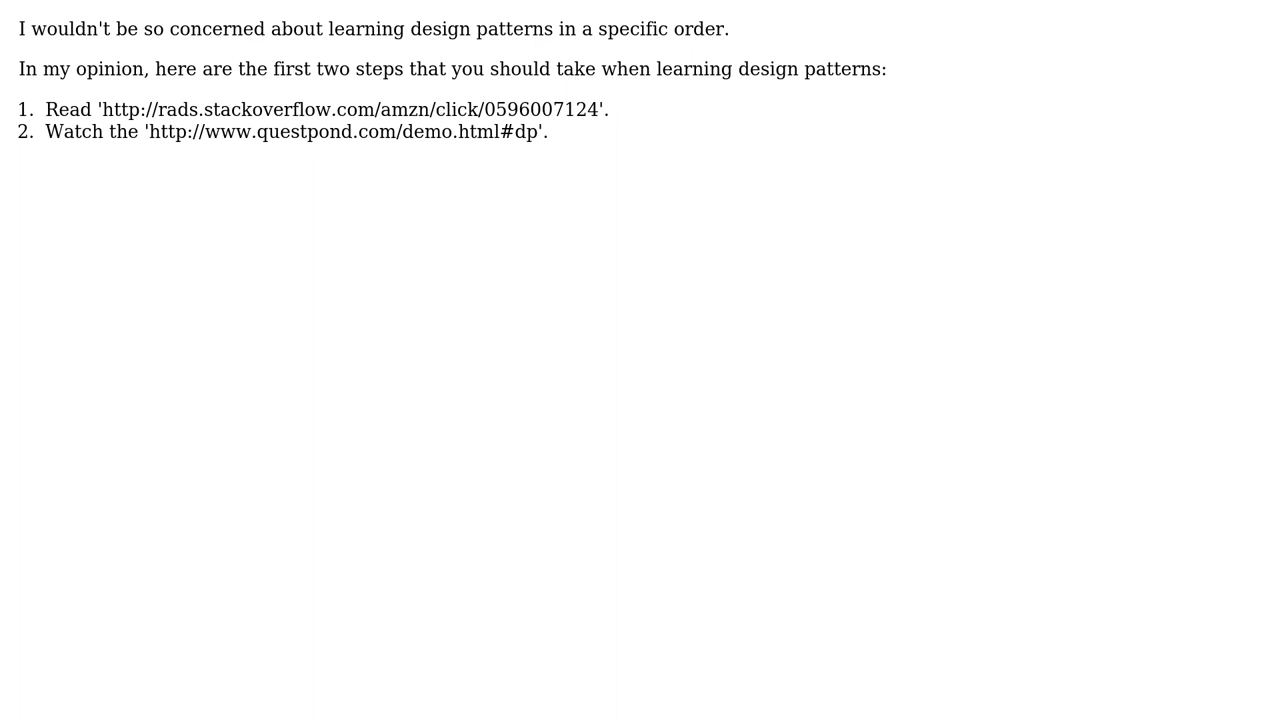 I wouldn't be so concerned about learning design patterns in a specific order.
In my opinion, here are the first two steps that you should take when learning design patterns:
1. Read 'http://rads.stackoverflow.com/amzn/click/0596007124'.
2. Watch the 'http://www.questpond.com/demo.html#dp'.